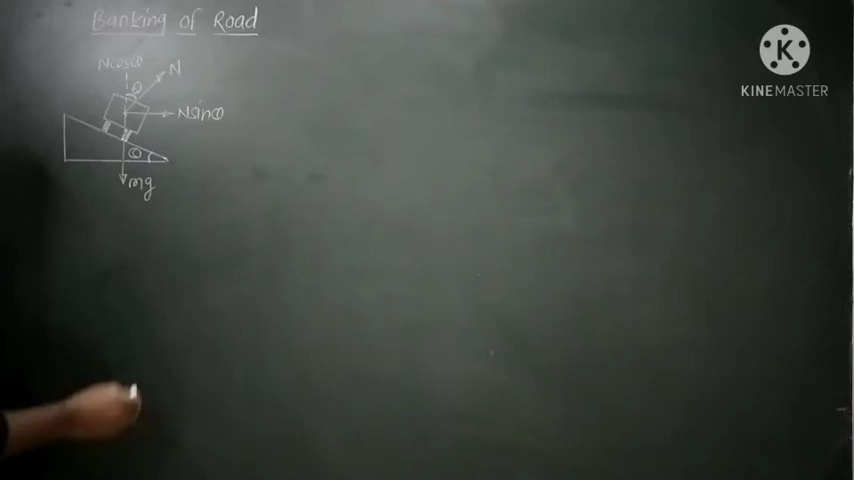 Banking of Road
Ncosθ
N
θ
Nsinθ
θ
mg
K
KINEMASTER